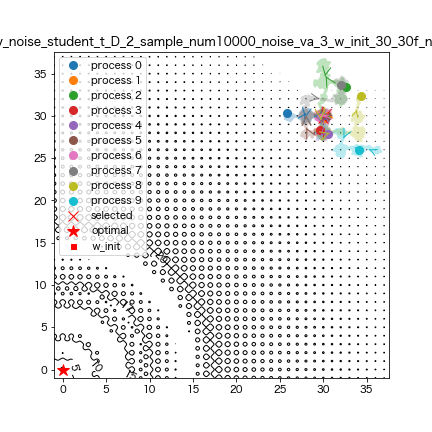 y_noise_student_t_D_2_sample_num10000_noise_va_3_w_init_30_30f_n
process 0
process 1
process 2
process 3
process 4
process 5
process 6
process 7
process 8
process 9
selected
optimal
w_init
35
30
25
20
15
10
5
0
0 5 10 15 20 25 30 35